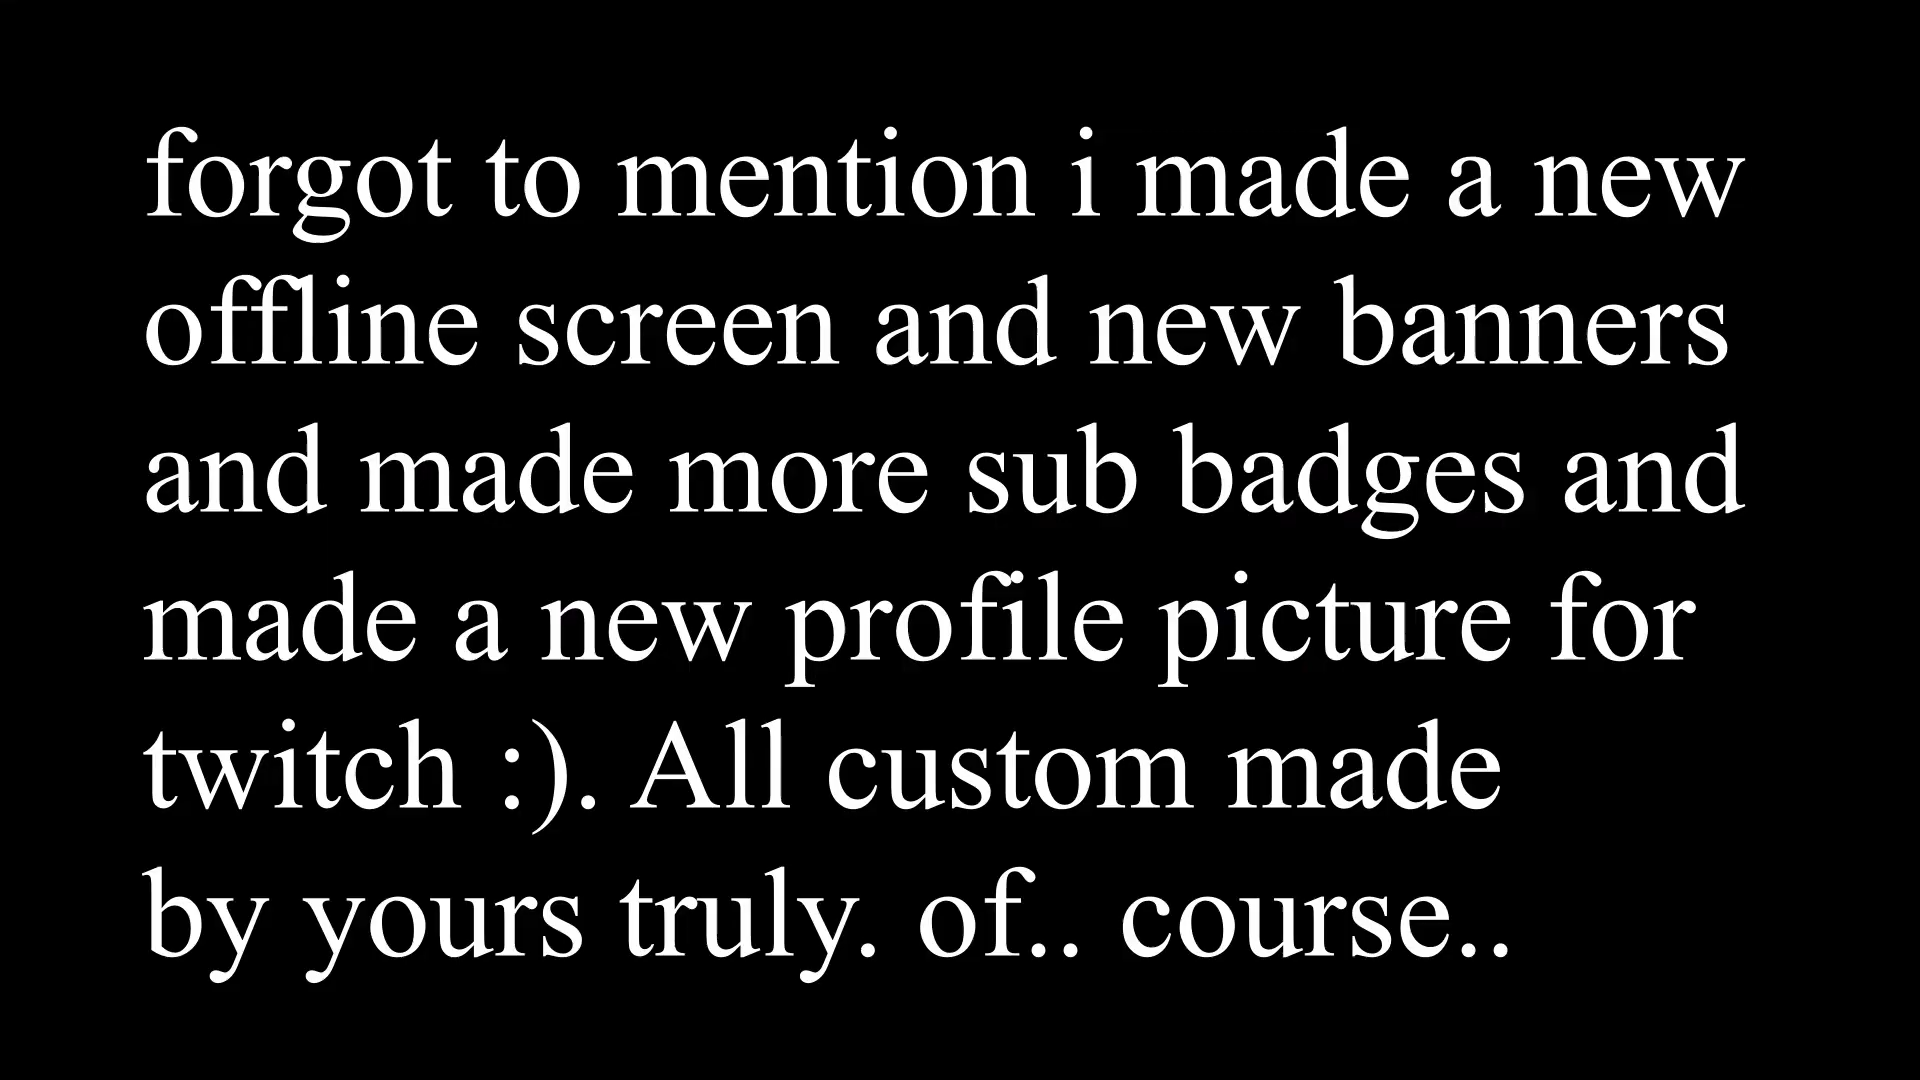 forgot to mention i made a new
offline screen and new banners
and made more sub badges and
made a new profile picture for
twitch :). All custom made
by yours truly. of.. course..